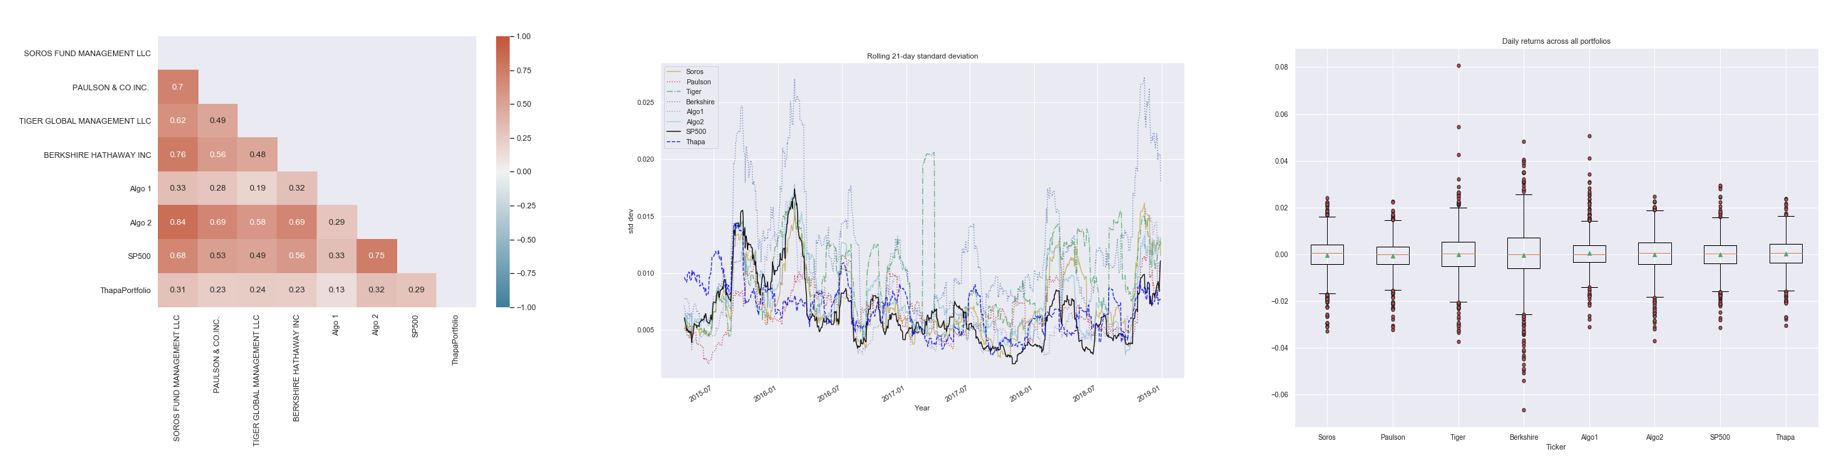 SOROS FUND MANAGEMENT LLC
PAULSON & CO.INC.
TIGER GLOBAL MANAGEMENT LLC
BERKSHIRE HATHAWAY INC
Algo 1
Algo 2
SP500
ThapaPortfolio
0.7
0.62 0.49
0.76 0.56 0.48
0.33 0.28 0.19 0.32
0.84 0.69 0.58 0.69 0.29
0.68 0.53 0.49 0.56 0.33 0.75
0.31 0.23 0.24 0.23 0.13 0.32 0.29
SOROS FUND MANAGEMENT LLC
PAULSON & CO.INC.
TIGER GLOBAL MANAGEMENT LLC
BERKSHIRE HATHAWAY INC
Algo 1
Algo 2
SP500
ThapaPortfolio
1.00
0.75
0.50
0.25
0.00
−0.25
−0.50
−0.75
−1.00
Rolling 21-day standard deviation
Soros
Paulson
Tiger
Berkshire
Algo1
Algo2
SP500
Thapa
std dev
0.025
0.020
0.015
0.010
0.005
2015-07 2016-01 2016-07 2017-01 2017-07 2018-01 2018-07 2019-01
Year
Daily returns across all portfolios
0.08
0.06
0.04
0.02
0.00
−0.02
−0.04
−0.06
Soros Paulson Tiger Berkshire Algo1 Algo2 SP500 Thapa
Ticker